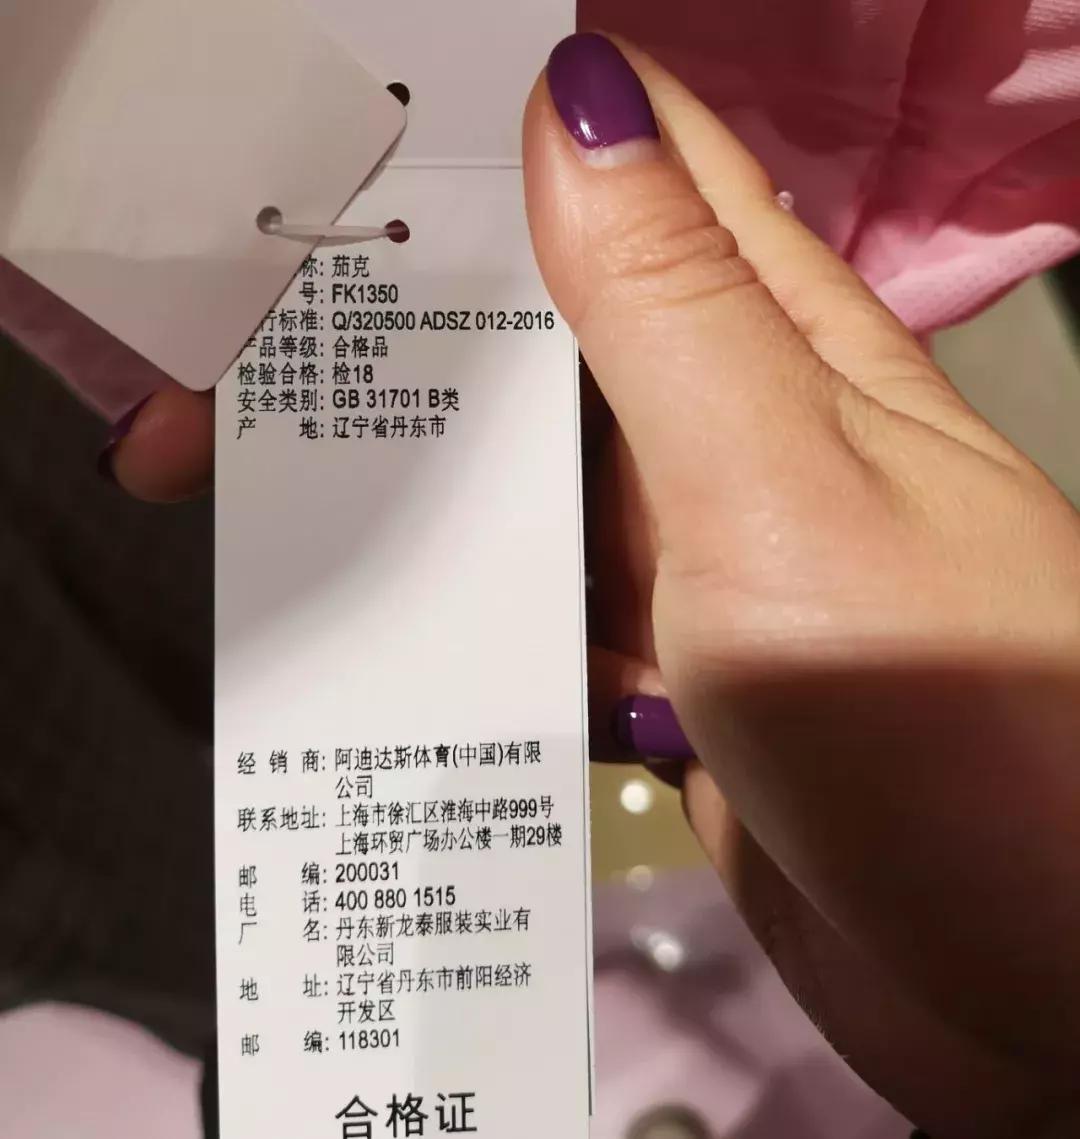 称: 茄克
号: FK1350
行标准: Q/320500 ADSZ 012-2016
产品等级: 合格品
检验合格: 检18
安全类别: GB 31701 B类
产 地: 辽宁省丹东市
经 销 商: 阿迪达斯体育(中国)有限
公司
联系地址: 上海市徐汇区淮海中路999号
上海环贸广场办公楼一期29楼
邮 编: 200031
电 话: 400 880 1515
厂 名: 丹东新龙泰服装实业有
限公司
地 址: 辽宁省丹东市前阳经济
开发区
邮 编: 118301
合格证